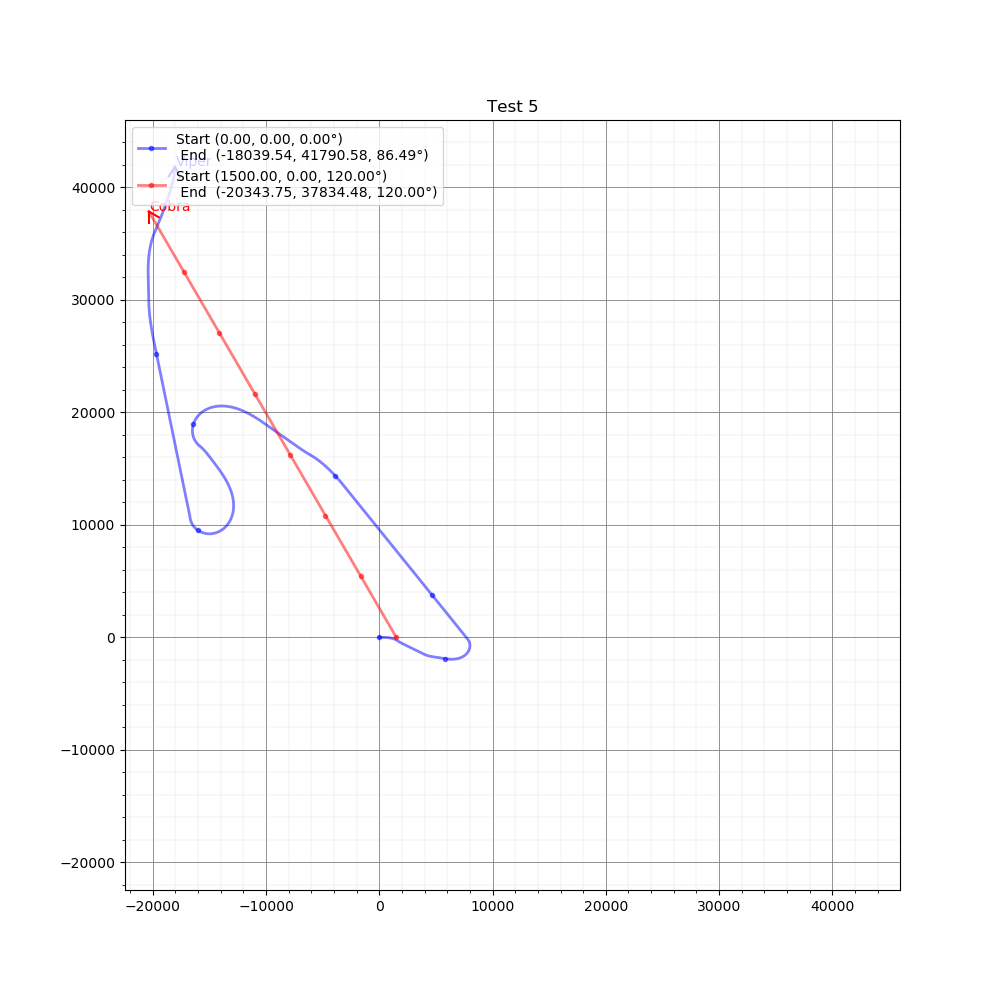 Test 5
Start (0.00, 0.00, 0.00°)
End (-18039.54, 41790.58, 86.49°)
Start (1500.00, 0.00, 120.00°)
End (-20343.75, 37834.48, 120.00°)
Viper
Cobra
40000
30000
20000
10000
0
−10000
−20000
−20000 −10000 0 10000 20000 30000 40000